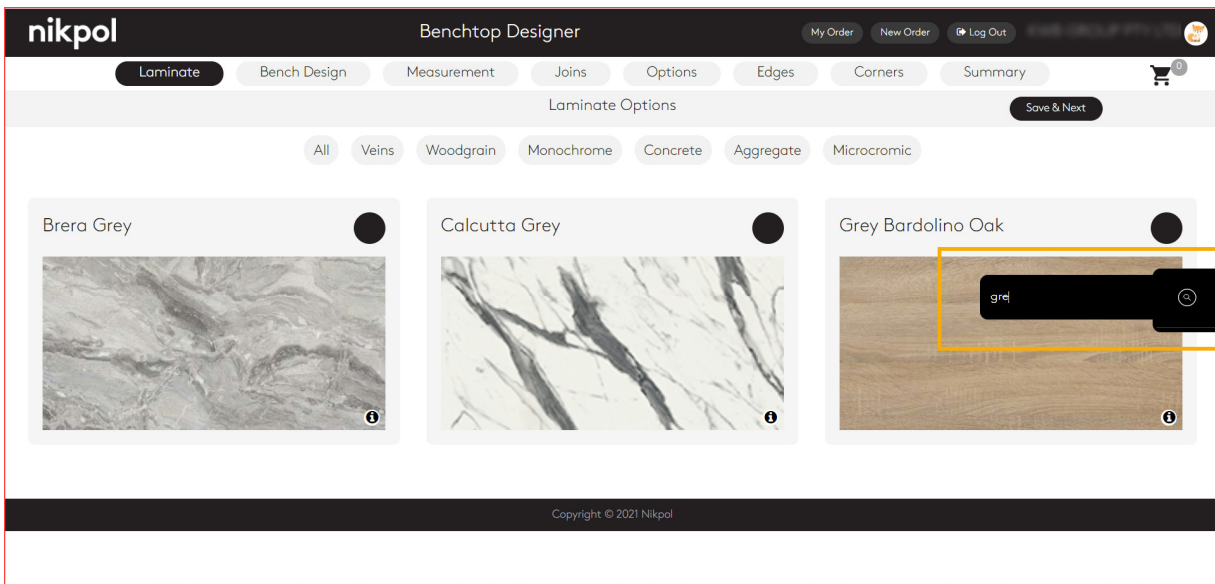 nikpol
Benchtop Designer
My Order
New Order
Log Out
Laminate
Bench Design
Measurement
Joins
Options
Edges
Corners
Summary
0
Laminate Options
Save & Next
All
Veins
Woodgrain
Monochrome
Concrete
Aggregate
Microcromic
Brera Grey
Calcutta Grey
Grey Bardolino Oak
gre
Copyright © 2021 Nikpol